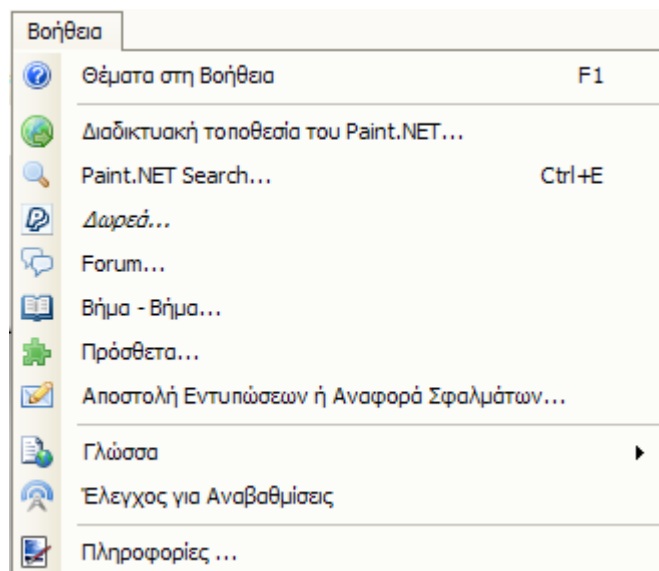 Βοήθεια
Θέματα στη Βοήθεια F1
Διαδικτυακή τοποθεσία του Paint.NET...
Paint.NET Search... Ctrl+E
Δωρεά...
Forum...
Βήμα - Βήμα...
Πρόσθετα...
Αποστολή Εντυπώσεων ή Αναφορά Σφαλμάτων...
Γλώσσα
Έλεγχος για Αναβαθμίσεις
Πληροφορίες ...